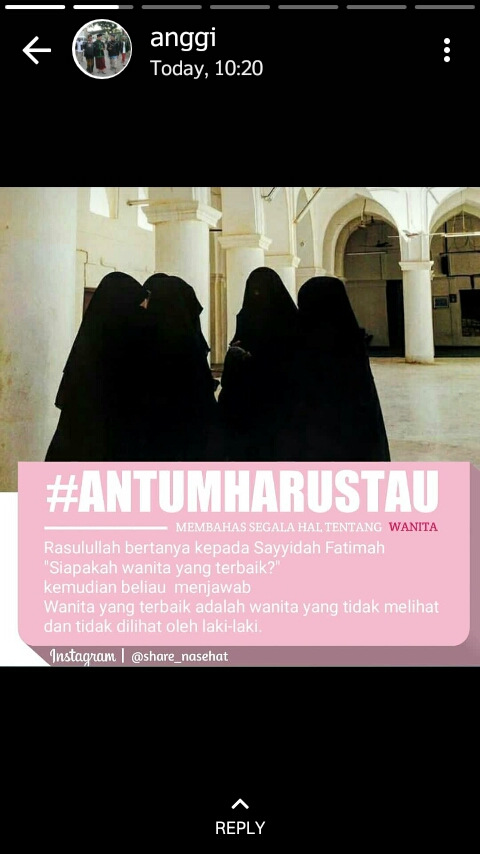 anggi
Today, 10:20
#ANTUMHARUSTAU
MEMBAHAS SEGALA HAL TENTANG WANITA
Rasulullah bertanya kepada Sayyidah Fatimah
"Siapakah wanita yang terbaik?"
kemudian beliau menjawab
Wanita yang terbaik adalah wanita yang tidak melihat
dan tidak dilihat oleh laki-laki.
Instagram | @share_nasehat
REPLY